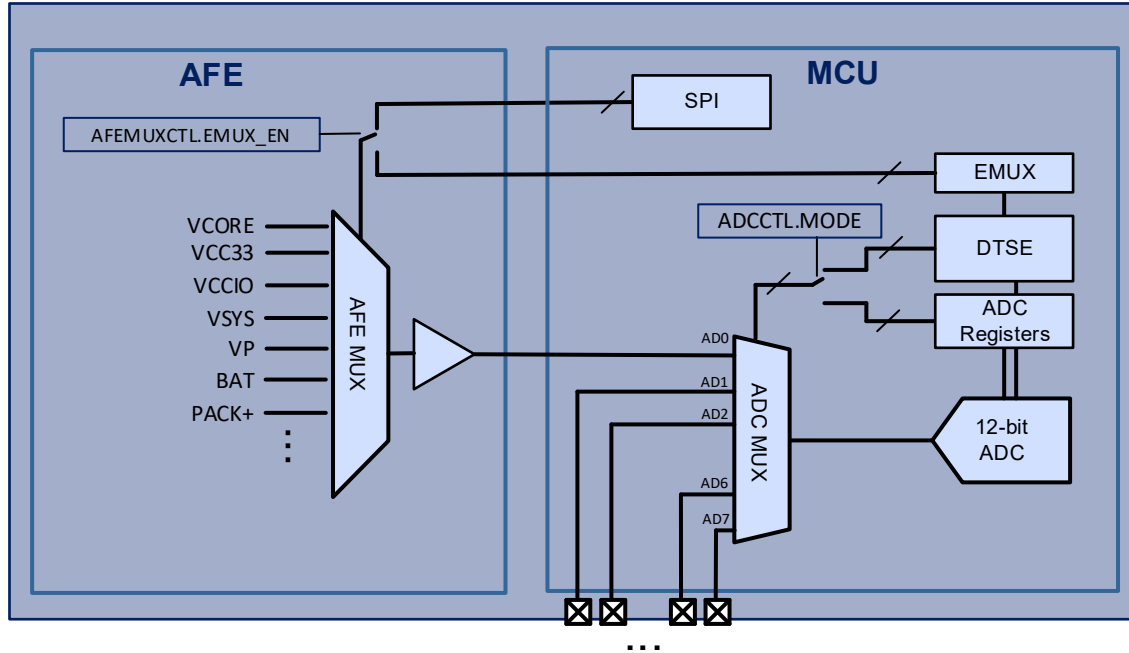 AFE
MCU
SPI
AFEMUXCTL.EMUX_EN
EMUX
ADCCTL.MODE
DTSE
VCORE
VCC33
VCCIO
VSYS
VP
BAT
PACK+
⋮
AFE MUX
ADC
Registers
AD0
AD1
AD2
AD6
AD7
ADC MUX
12-bit
ADC
...